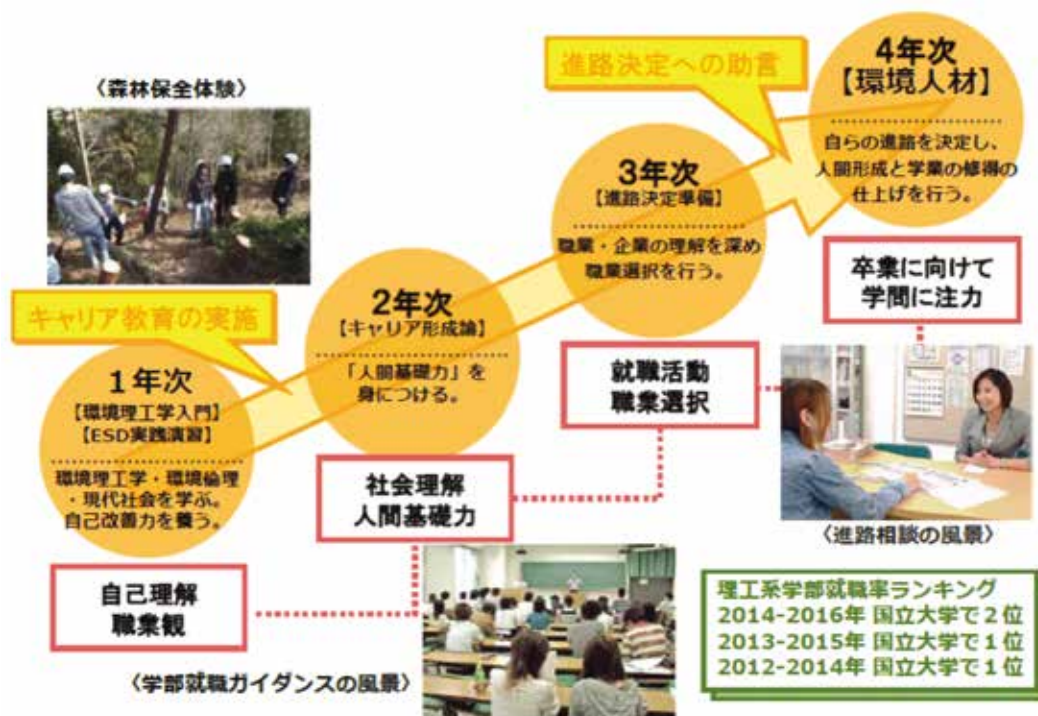 〈森林保全体験〉
キャリア教育の実施
1年次
【環境理工学入門】
【ESD実践演習】
環境理工学・環境倫理
・現代社会を学ぶ。
自己改善力を養う。
自己理解
職業観
2年次
【キャリア形成論】
「人間基礎力」を
身につける。
社会理解
人間基礎力
〈学部就職ガイダンスの風景〉
3年次
【進路決定準備】
職業・企業の理解を深め
職業選択を行う。
就職活動
職業選択
進路決定への助言
4年次
【環境人材】
自らの進路を決定し、
人間形成と学業の修得の
仕上げを行う。
卒業に向けて
学問に注力
〈進路相談の風景〉
理工系学部就職率ランキング
2014-2016年 国立大学で2位
2013-2015年 国立大学で1位
2012-2014年 国立大学で1位